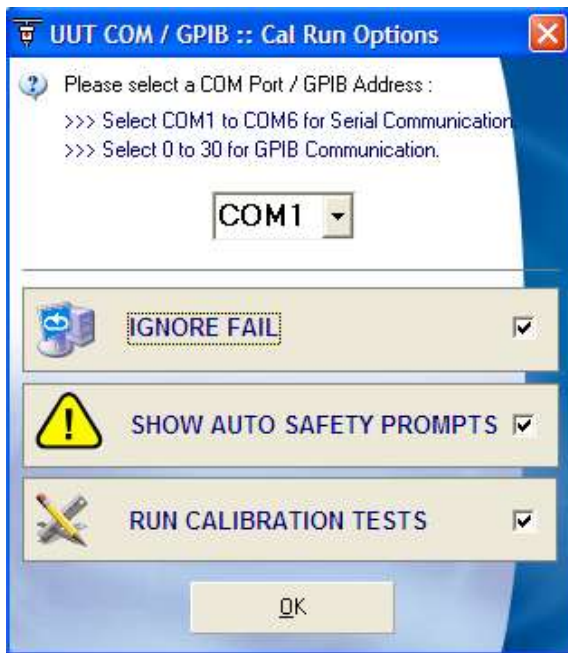 UUT COM / GPIB :: Cal Run Options
Please select a COM Port / GPIB Address :
>>> Select COM1 to COM6 for Serial Communication.
>>> Select 0 to 30 for GPIB Communication.
COM1
IGNORE FAIL
SHOW AUTO SAFETY PROMPTS
RUN CALIBRATION TESTS
OK